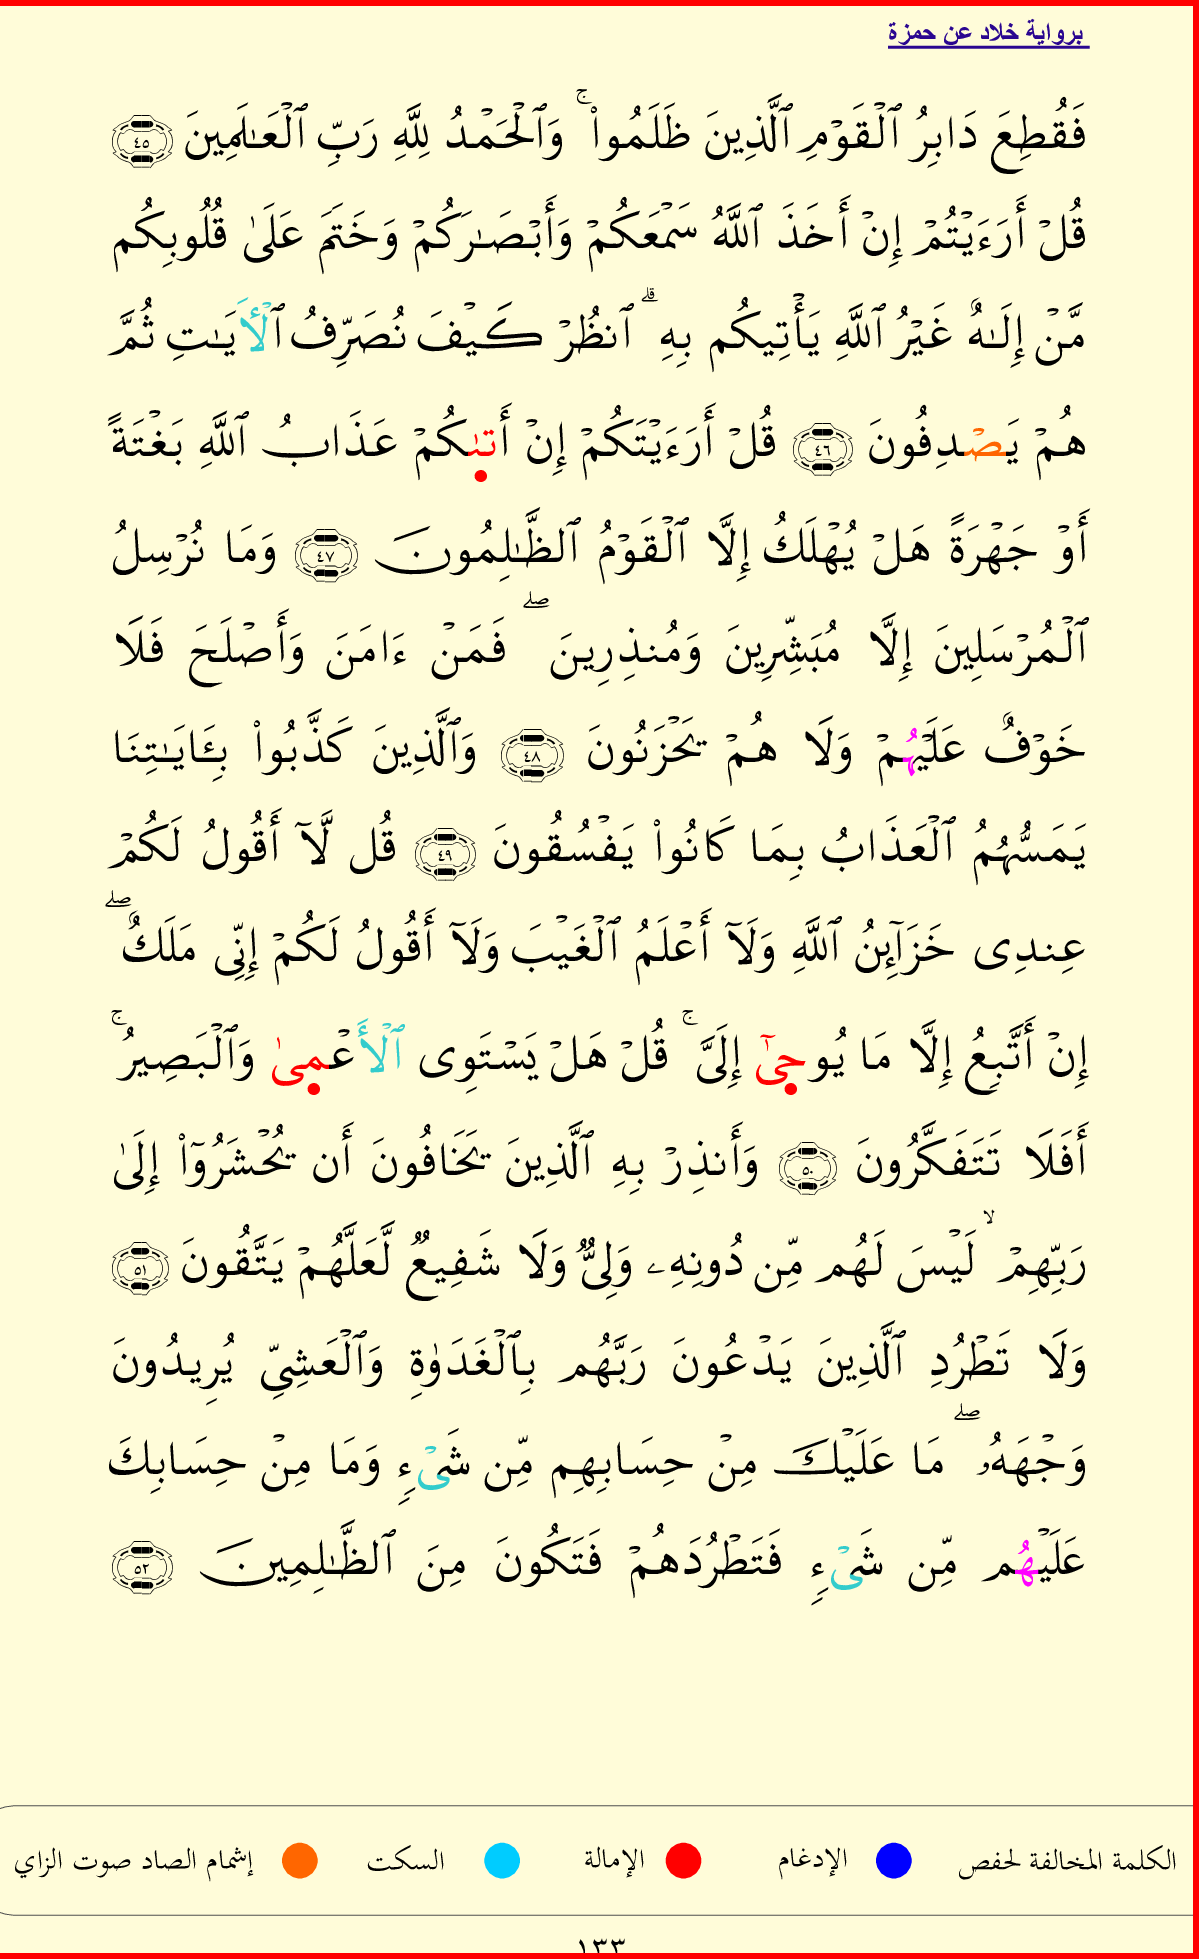 برواية خلاد عن حمزة
فَقُطِعَ دَابِرُ ٱلْقَوْمِ ٱلَّذِينَ ظَلَمُوا۟ ۚ وَٱلْحَمْدُ لِلَّهِ رَبِّ ٱلْعَـٰلَمِينَ ٤٥
قُلْ أَرَءَيْتُمْ إِنْ أَخَذَ ٱللَّهُ سَمْعَكُمْ وَأَبْصَـٰرَكُمْ وَخَتَمَ عَلَىٰ قُلُوبِكُم
مَّنْ إِلَـٰهٌ غَيْرُ ٱللَّهِ يَأْتِيكُم بِهِ ۗ ٱنظُرْ كَيْفَ نُصَرِّفُ ٱلْأَيَـٰتِ ثُمَّ
هُمْ يَصْدِفُونَ ٤٦ قُلْ أَرَءَيْتَكُمْ إِنْ أَتَىٰكُمْ عَذَابُ ٱللَّهِ بَغْتَةً
أَوْ جَهْرَةً هَلْ يُهْلَكُ إِلَّا ٱلْقَوْمُ ٱلظَّـٰلِمُونَ ٤٧ وَمَا نُرْسِلُ
ٱلْمُرْسَلِينَ إِلَّا مُبَشِّرِينَ وَمُنذِرِينَ ۖ فَمَنْ ءَامَنَ وَأَصْلَحَ فَلَا
خَوْفٌ عَلَيْهُمْ وَلَا هُمْ يَحْزَنُونَ ٤٨ وَٱلَّذِينَ كَذَّبُوا۟ بِـَٔايَـٰتِنَا
يَمَسُّهُمُ ٱلْعَذَابُ بِمَا كَانُوا۟ يَفْسُقُونَ ٤٩ قُل لَّآ أَقُولُ لَكُمْ
عِندِى خَزَآئِنُ ٱللَّهِ وَلَآ أَعْلَمُ ٱلْغَيْبَ وَلَآ أَقُولُ لَكُمْ إِنِّى مَلَكٌ ۖ
إِنْ أَتَّبِعُ إِلَّا مَا يُوحِىٰٓ إِلَىَّ ۚ قُلْ هَلْ يَسْتَوِى ٱلْأَعْمِىٰ وَٱلْبَصِيرُ ۚ
أَفَلَا تَتَفَكَّرُونَ ٥٠ وَأَنذِرْ بِهِ ٱلَّذِينَ يَخَافُونَ أَن يُحْشَرُوٓا۟ إِلَىٰ
رَبِّهِمْ ۙ لَيْسَ لَهُم مِّن دُونِهِۦ وَلِىٌّ وَلَا شَفِيعٌ لَّعَلَّهُمْ يَتَّقُونَ ٥١
وَلَا تَطْرُدِ ٱلَّذِينَ يَدْعُونَ رَبَّهُم بِٱلْغَدَوٰةِ وَٱلْعَشِىِّ يُرِيدُونَ
وَجْهَهُۥ ۖ مَا عَلَيْكَ مِنْ حِسَابِهِم مِّن شَىْءٍ وَمَا مِنْ حِسَابِكَ
عَلَيْهُم مِّن شَىْءٍ فَتَطْرُدَهُمْ فَتَكُونَ مِنَ ٱلظَّـٰلِمِينَ ٥٢
الكلمة المخالفة لحفص الإدغام الإمالة السكت إشمام الصاد صوت الزاي
١٣٣